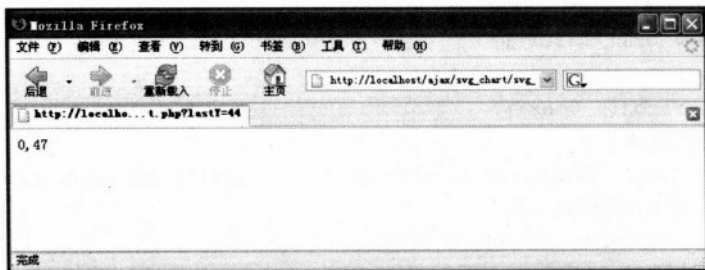 Mozilla Firefox
文件 (F) 编辑 (E) 查看 (V) 转到 (G) 书签 (B) 工具 (T) 帮助 (H)
后退 前进 重新载入 停止 主页 http://localhost/ajax/svg_chart/svg_ G
http://localho...t.php?lastY=44
0,47
完成